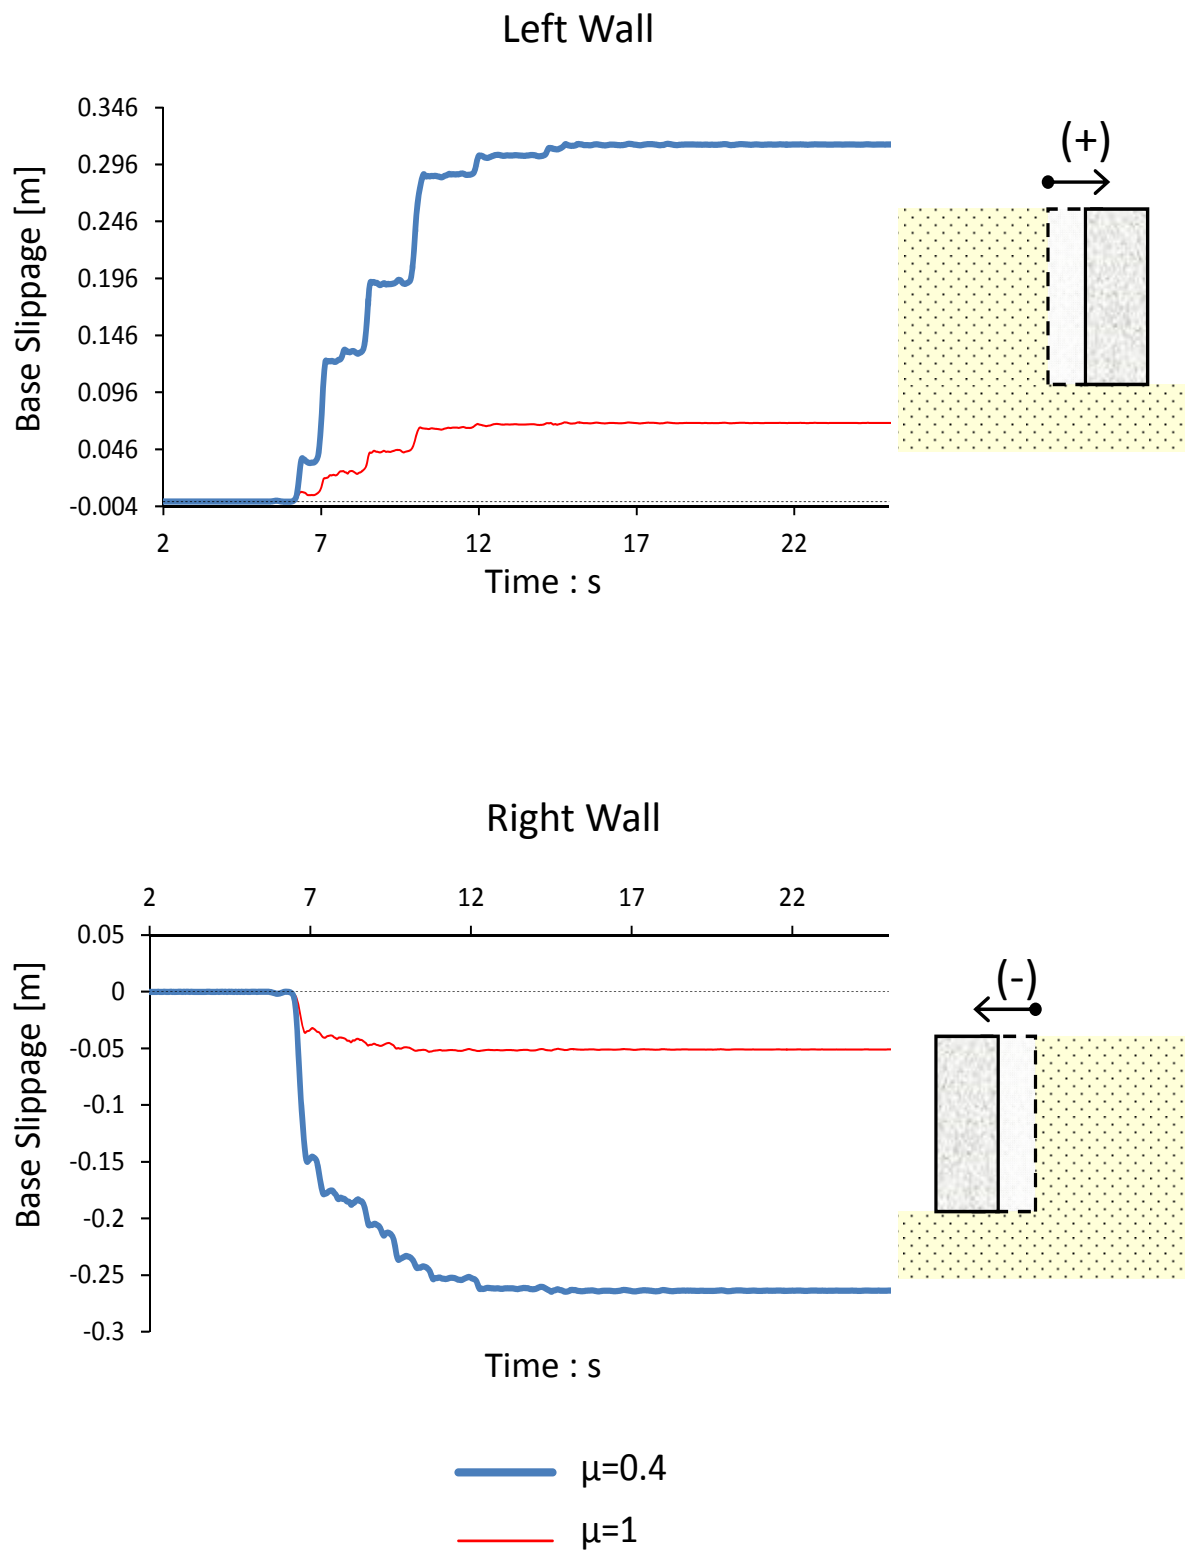 Left Wall
Base Slippage [m]
0.346
0.296
0.246
0.196
0.146
0.096
0.046
-0.004
2 7 12 17 22
Time : s
(+)
Right Wall
2 7 12 17 22
Base Slippage [m]
0.05
0
-0.05
-0.1
-0.15
-0.2
-0.25
-0.3
Time : s
(-)
μ=0.4
μ=1